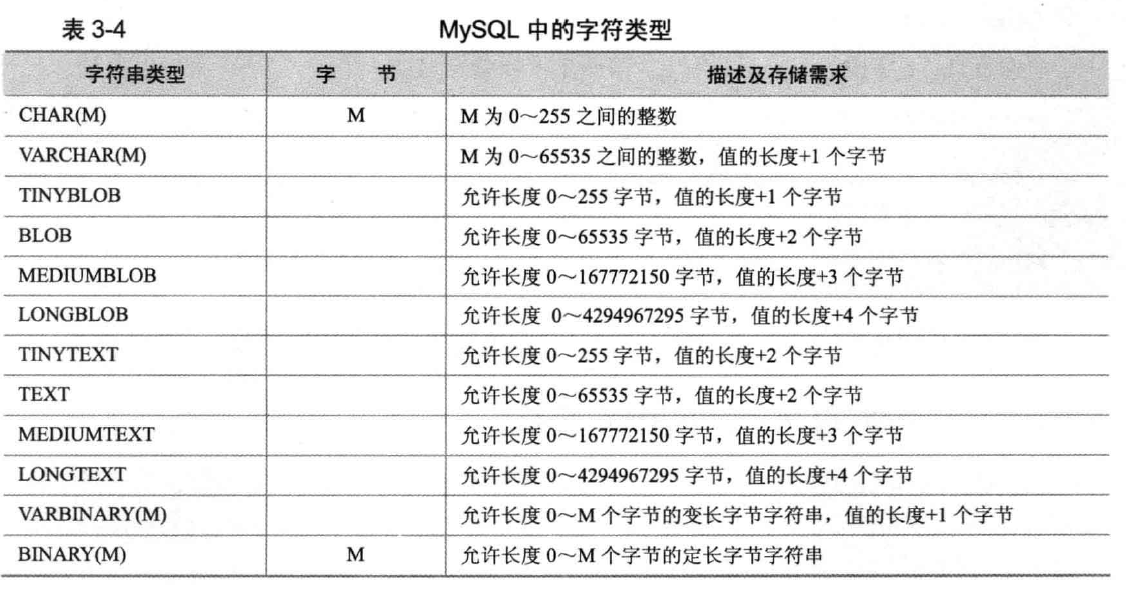 表 3-4 MySQL 中的字符类型
字符串类型 字 节 描述及存储需求
CHAR(M) M M 为 0～255 之间的整数
VARCHAR(M) M 为 0～65535 之间的整数，值的长度+1 个字节
TINYBLOB 允许长度 0～255 字节，值的长度+1 个字节
BLOB 允许长度 0～65535 字节，值的长度+2 个字节
MEDIUMBLOB 允许长度 0～167772150 字节，值的长度+3 个字节
LONGBLOB 允许长度 0～4294967295 字节，值的长度+4 个字节
TINYTEXT 允许长度 0～255 字节，值的长度+2 个字节
TEXT 允许长度 0～65535 字节，值的长度+2 个字节
MEDIUMTEXT 允许长度 0～167772150 字节，值的长度+3 个字节
LONGTEXT 允许长度 0～4294967295 字节，值的长度+4 个字节
VARBINARY(M) 允许长度 0～M 个字节的变长字节字符串，值的长度+1 个字节
BINARY(M) M 允许长度 0～M 个字节的定长字节字符串